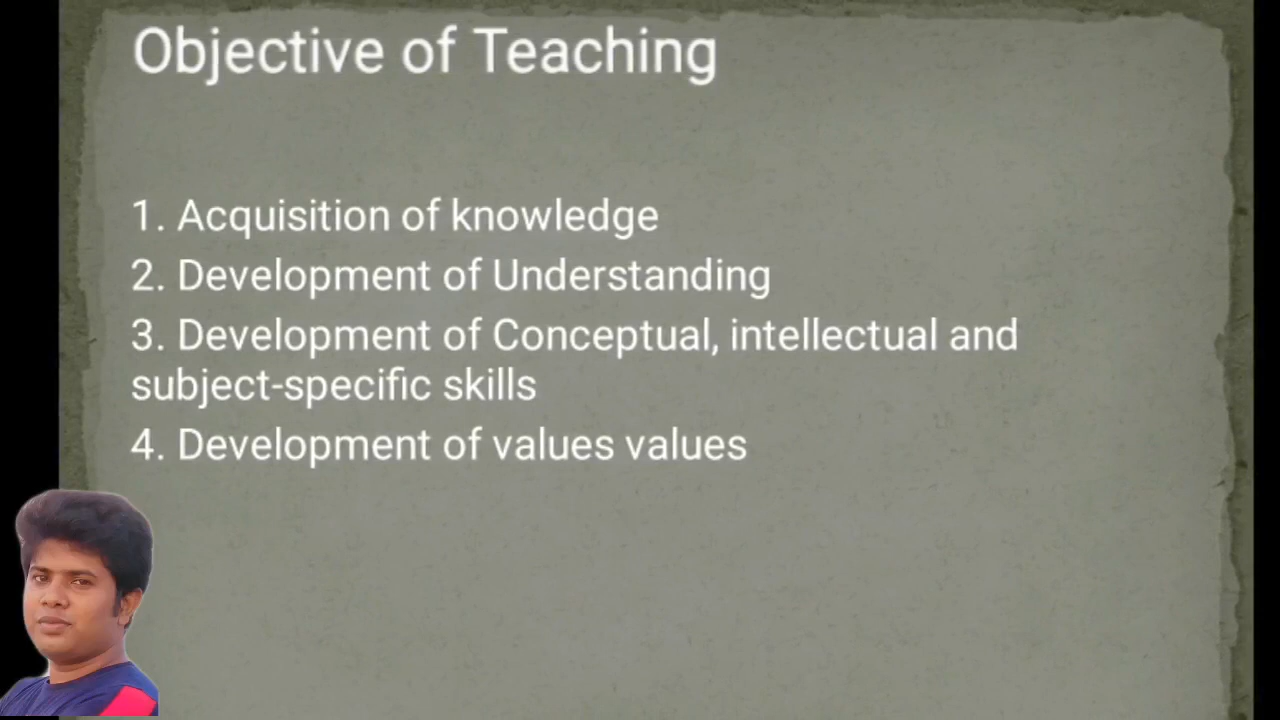 Objective of Teaching
1. Acquisition of knowledge
2. Development of Understanding
3. Development of Conceptual, intellectual and
subject-specific skills
4. Development of values values